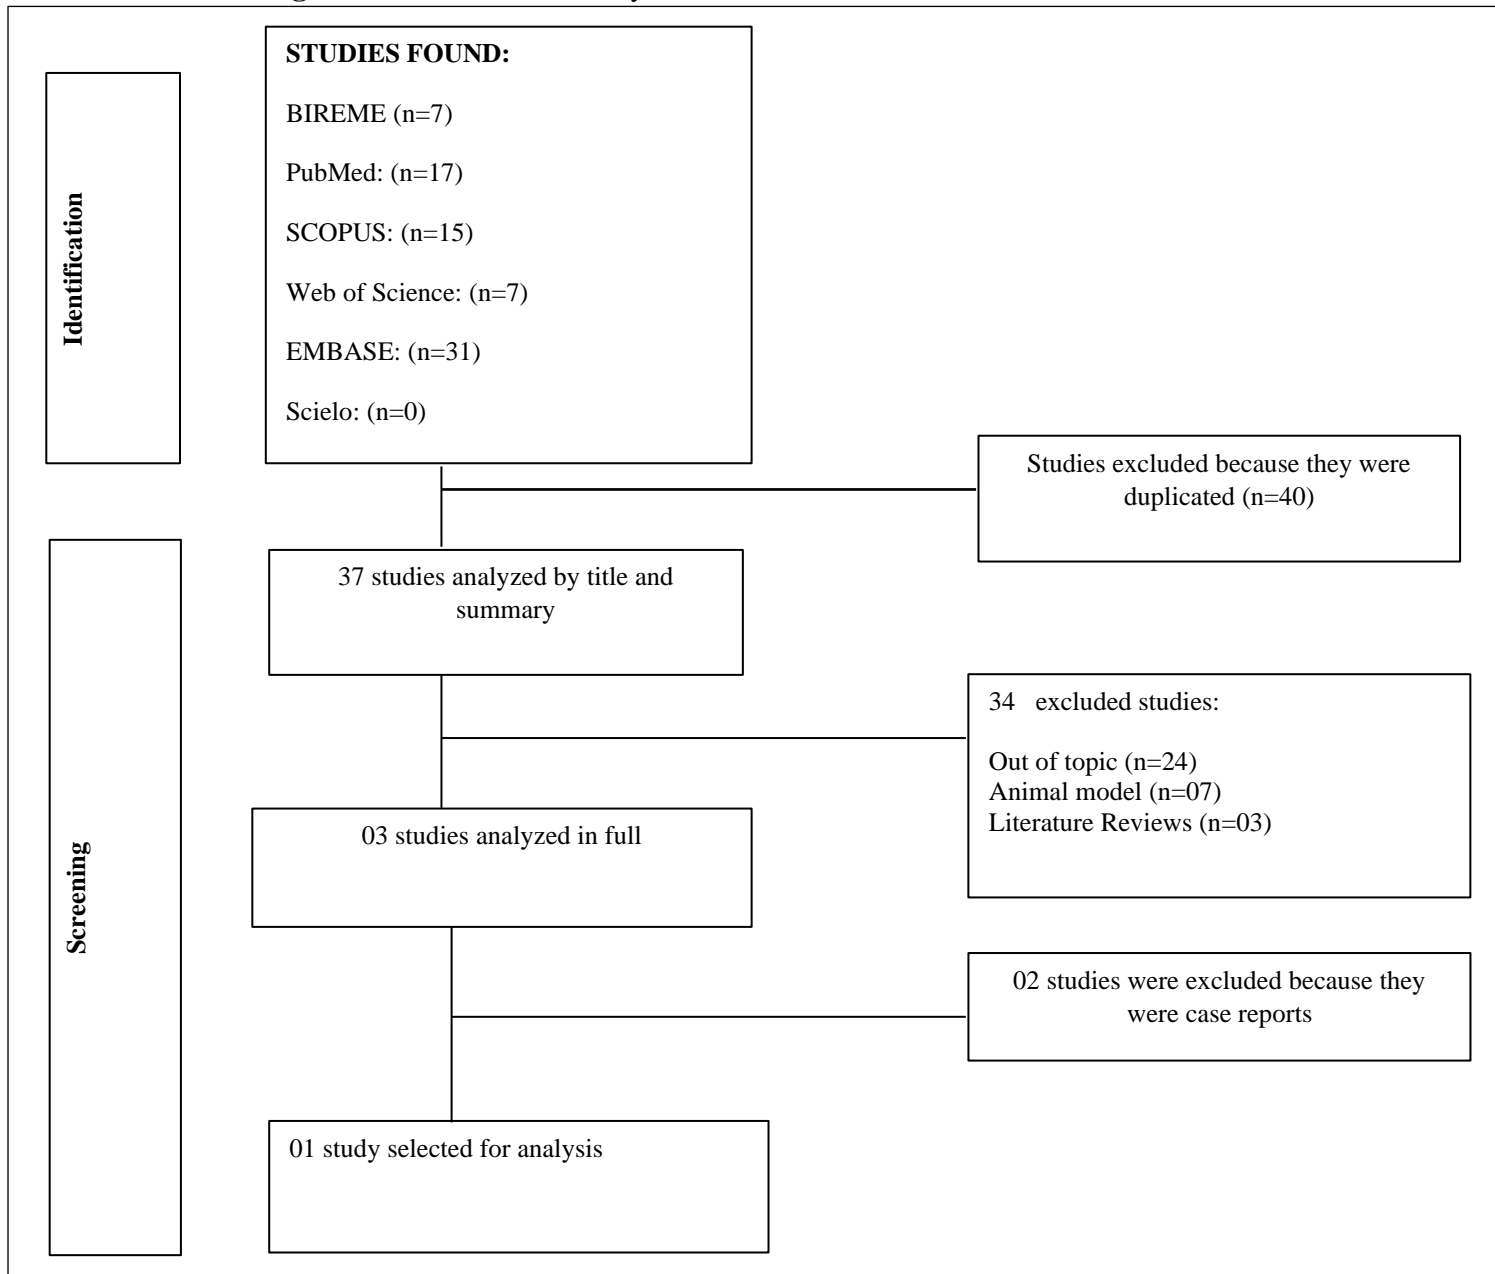 Identification
STUDIES FOUND:
BIREME (n=7)
PubMed: (n=17)
SCOPUS: (n=15)
Web of Science: (n=7)
EMBASE: (n=31)
Scielo: (n=0)
Studies excluded because they were
duplicated (n=40)
Screening
37 studies analyzed by title and
summary
34 excluded studies:
Out of topic (n=24)
Animal model (n=07)
Literature Reviews (n=03)
03 studies analyzed in full
02 studies were excluded because they
were case reports
01 study selected for analysis